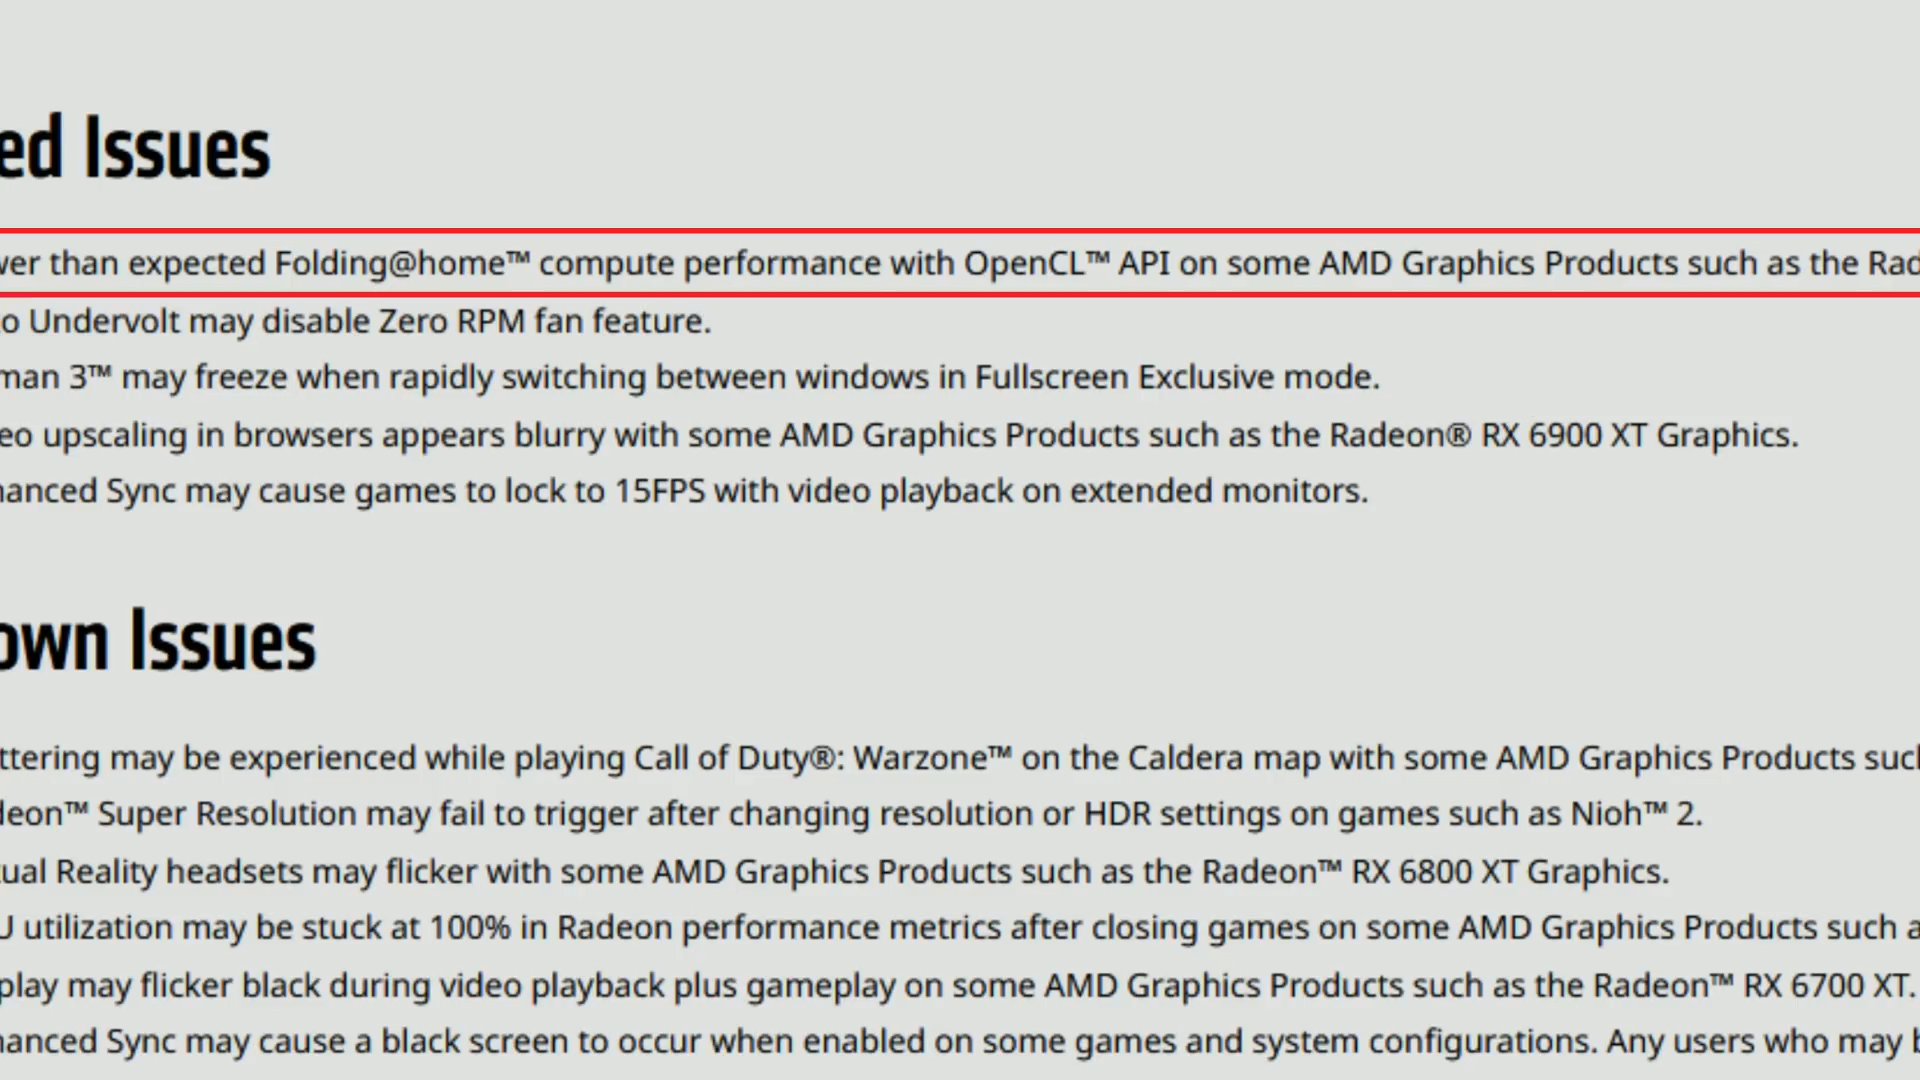 ed Issues
wer than expected Folding@home™ compute performance with OpenCL™ API on some AMD Graphics Products such as the Rad
to Undervolt may disable Zero RPM fan feature.
man 3™ may freeze when rapidly switching between windows in Fullscreen Exclusive mode.
eo upscaling in browsers appears blurry with some AMD Graphics Products such as the Radeon® RX 6900 XT Graphics.
hanced Sync may cause games to lock to 15FPS with video playback on extended monitors.
own Issues
ttering may be experienced while playing Call of Duty®: Warzone™ on the Caldera map with some AMD Graphics Products such
deon™ Super Resolution may fail to trigger after changing resolution or HDR settings on games such as Nioh™ 2.
tual Reality headsets may flicker with some AMD Graphics Products such as the Radeon™ RX 6800 XT Graphics.
U utilization may be stuck at 100% in Radeon performance metrics after closing games on some AMD Graphics Products such a
play may flicker black during video playback plus gameplay on some AMD Graphics Products such as the Radeon™ RX 6700 XT.
hanced Sync may cause a black screen to occur when enabled on some games and system configurations. Any users who may b